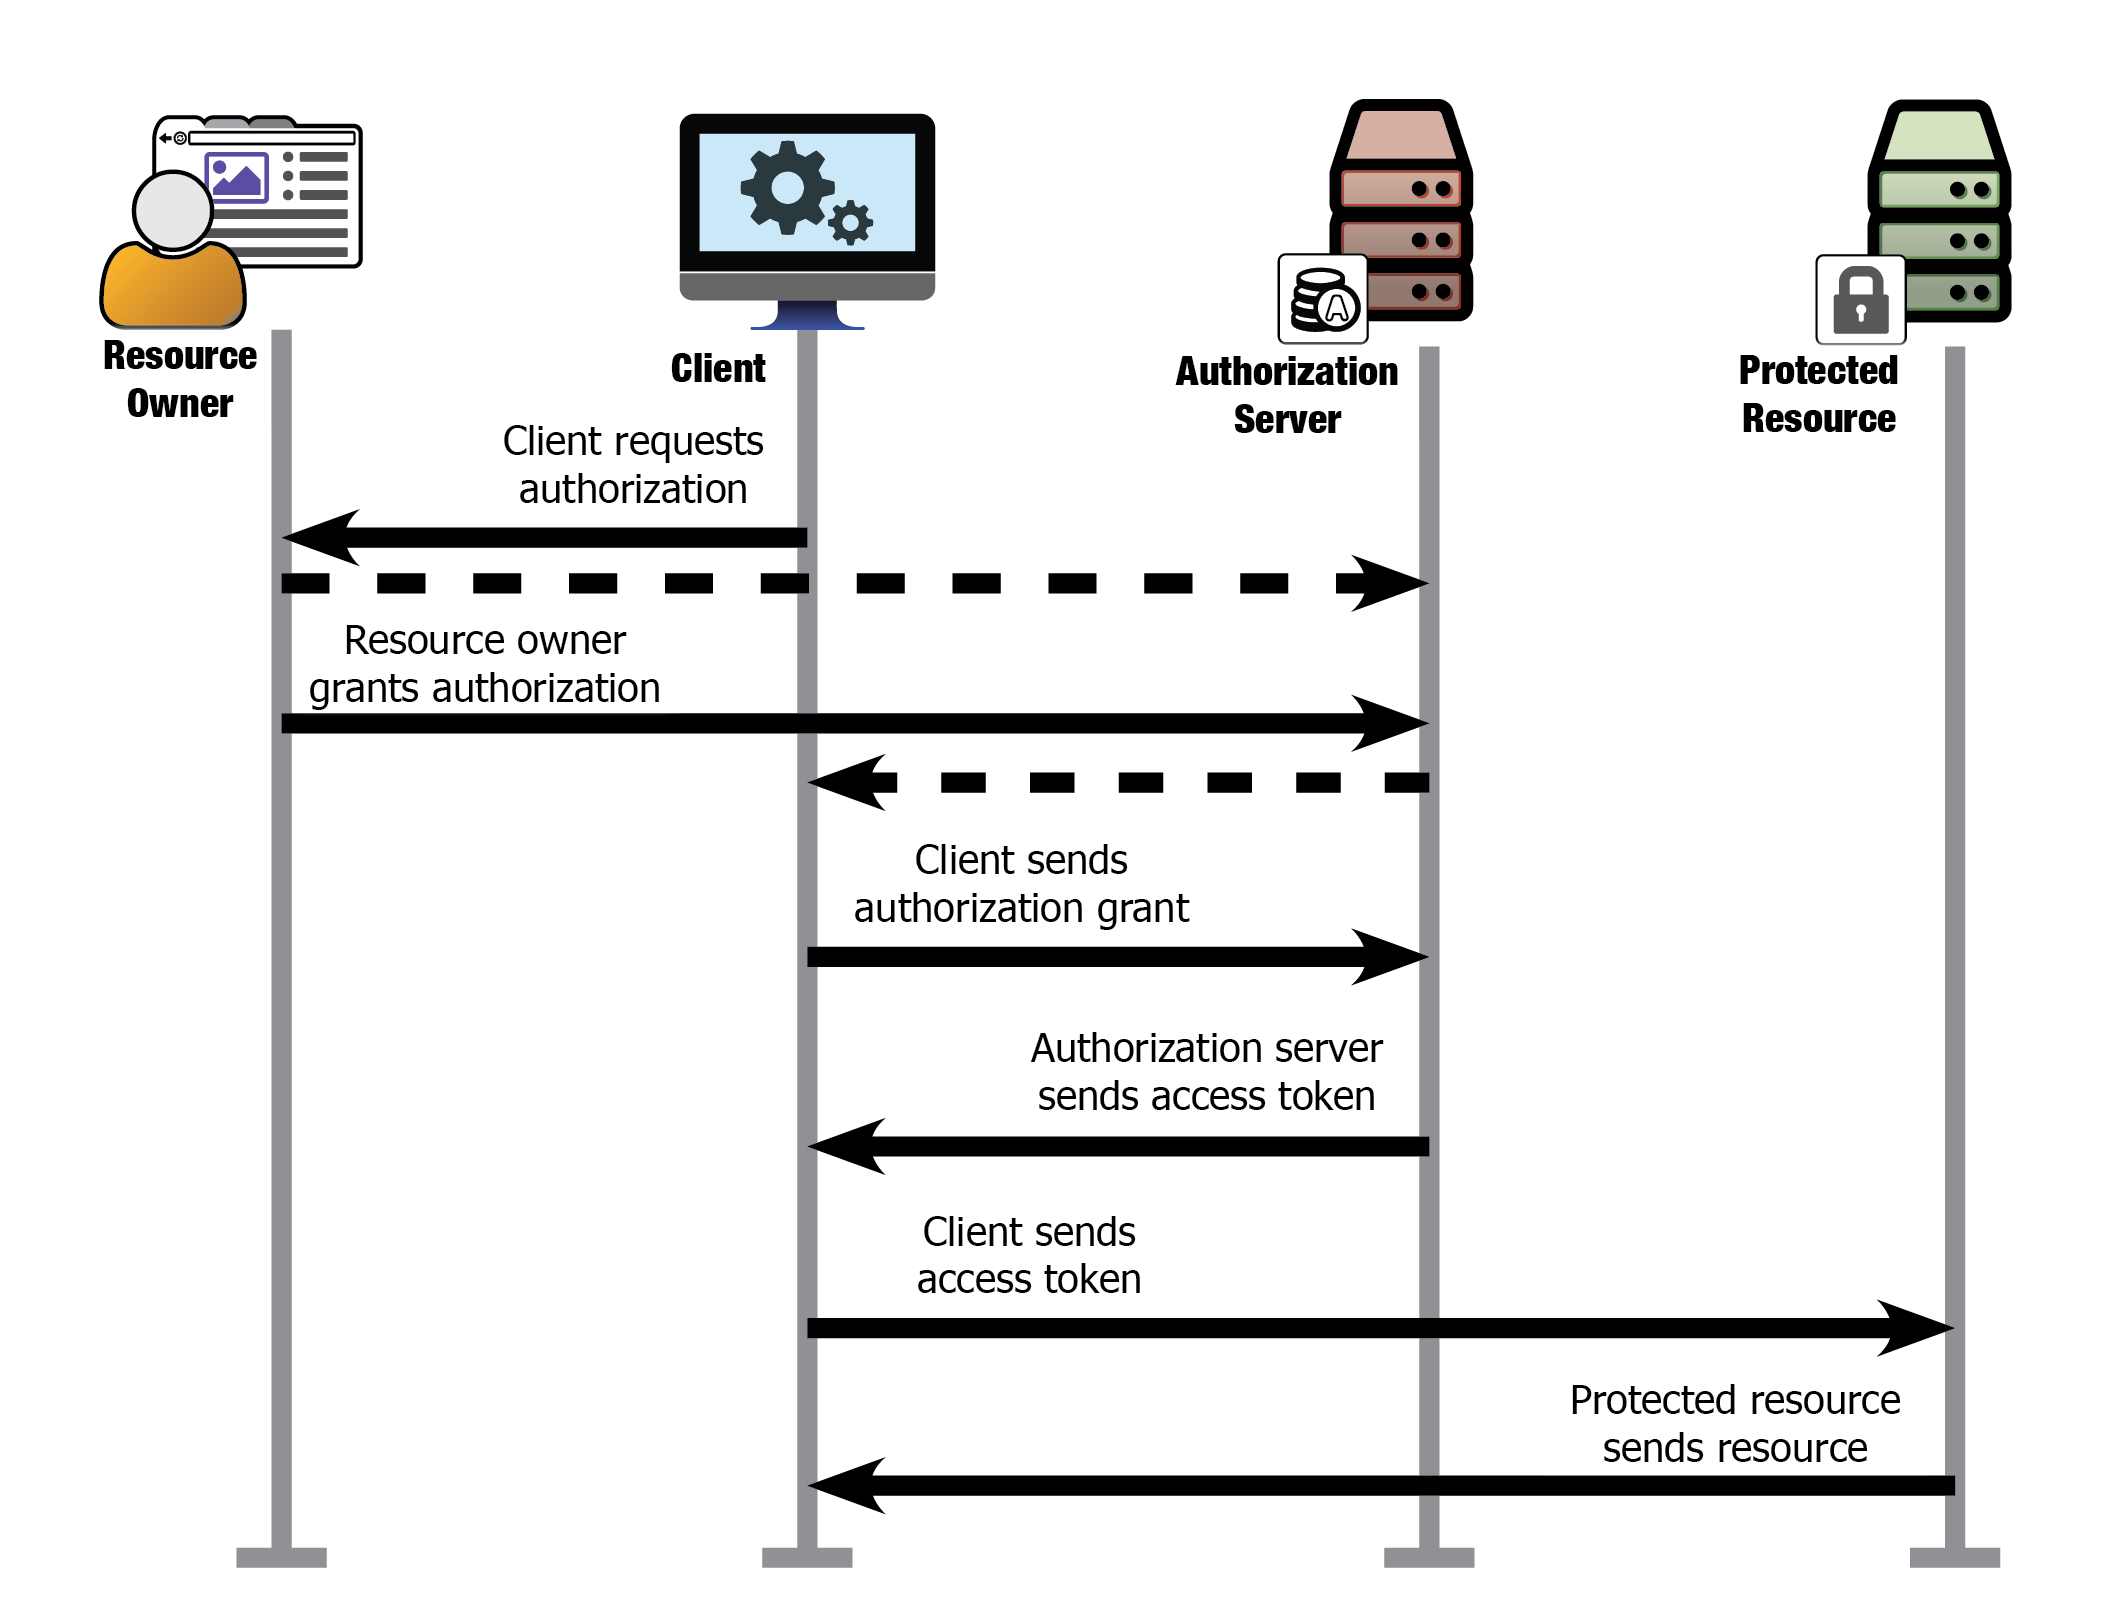 Resource
Owner
Client
Authorization
Server
Protected
Resource
Client requests
authorization
Resource owner
grants authorization
Client sends
authorization grant
Authorization server
sends access token
Client sends
access token
Protected resource
sends resource
A